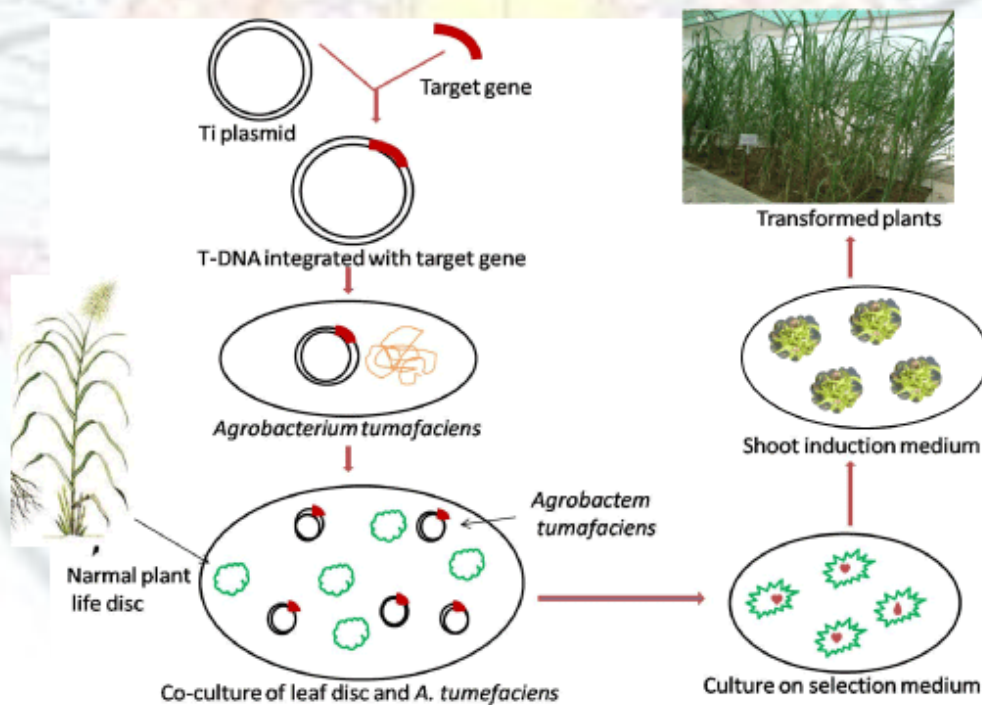 Ti plasmid
Target gene
T-DNA integrated with target gene
Agrobacterium tumafaciens
Agrobactem
tumafaciens
Narmal plant
life disc
Co-culture of leaf disc and A. tumefaciens
Culture on selection medium
Shoot induction medium
Transformed plants